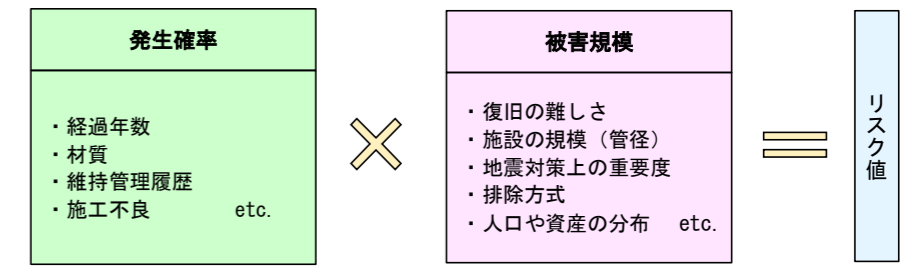 発生確率
・経過年数
・材質
・維持管理履歴
・施工不良 etc.
×
被害規模
・復旧の難しさ
・施設の規模（管径）
・地震対策上の重要度
・排除方式
・人口や資産の分布 etc.
＝
リスク値